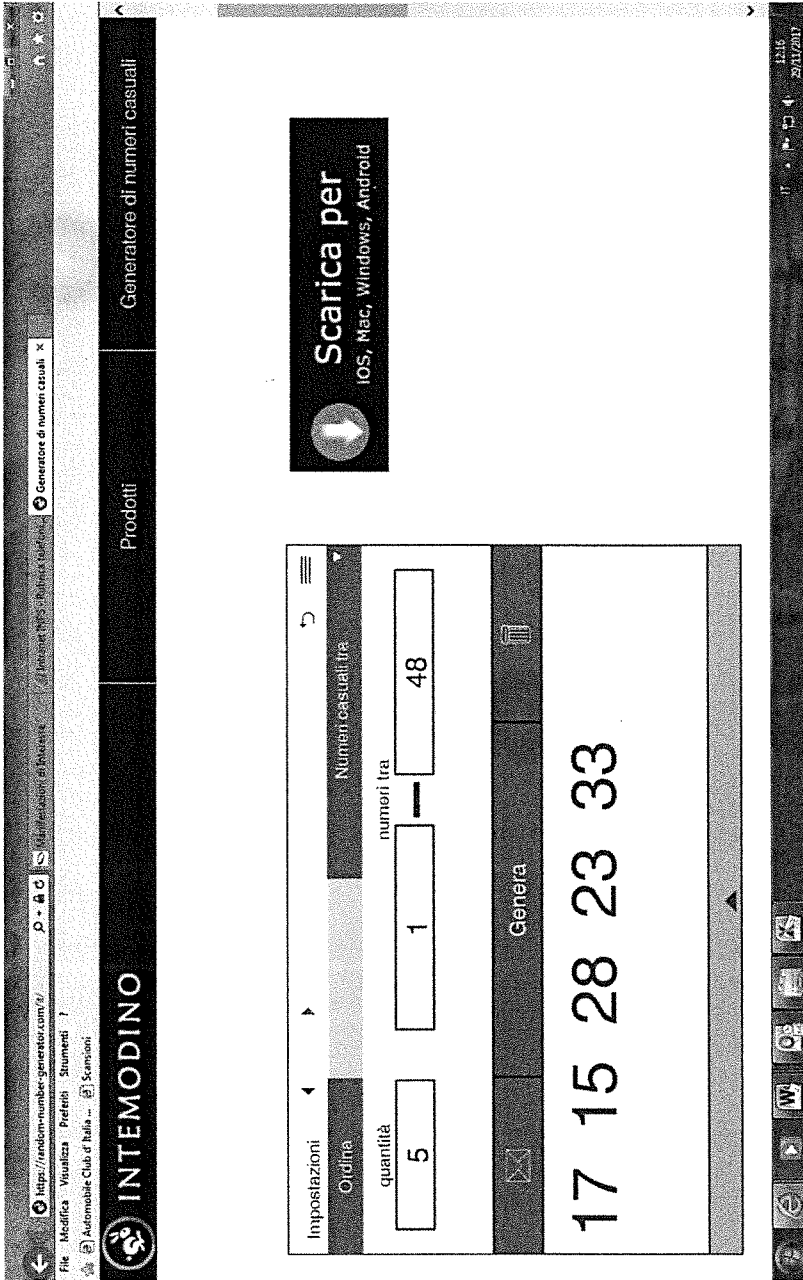 https://random-number-generator.com/it/
Generatore di numeri casuali
File Modifica Visualizza Preferiti Strumenti ?
Automobile Club d' Italia ... Scansioni
INTEMODINO
Prodotti
Generatore di numeri casuali
Impostazioni
Ordina
Numeri casuali tra
quantità
numeri tra
5
1
48
Genera
17 15 28 23 33
Scarica per
iOS, Mac, Windows, Android
IT
12:16
29/11/2017